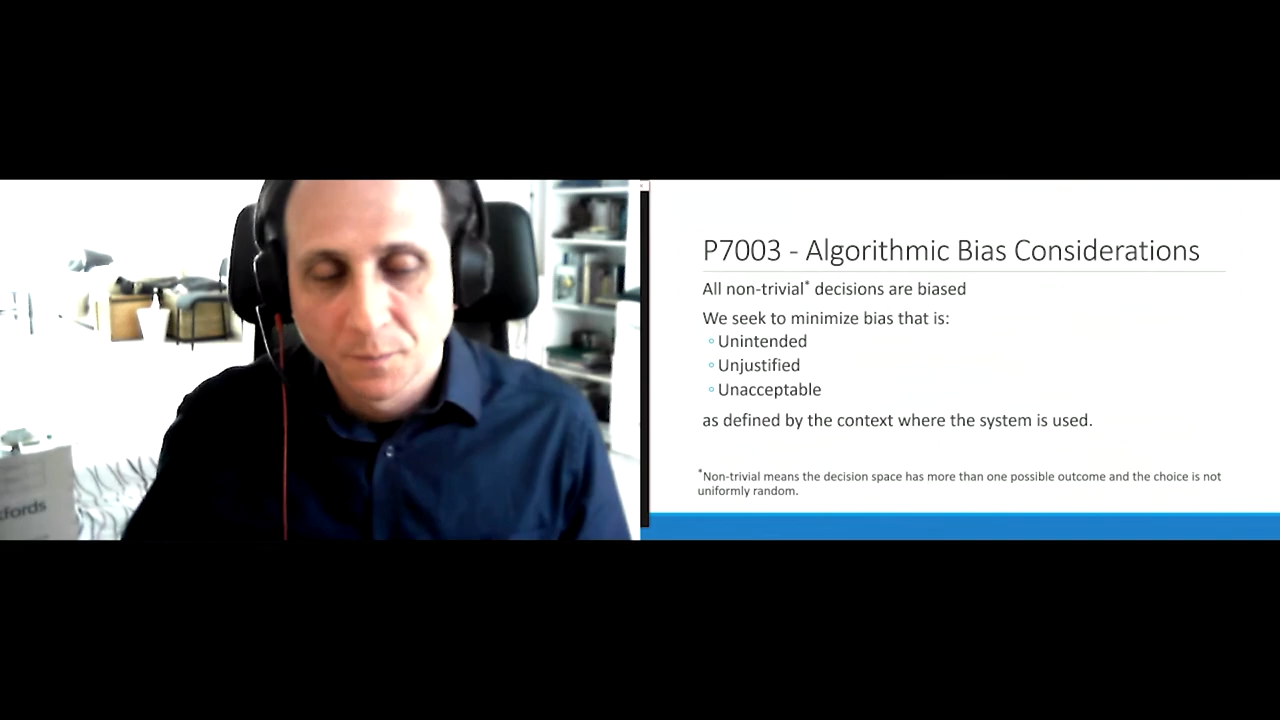 P7003 - Algorithmic Bias Considerations
All non-trivial* decisions are biased
We seek to minimize bias that is:
◦ Unintended
◦ Unjustified
◦ Unacceptable
as defined by the context where the system is used.
*Non-trivial means the decision space has more than one possible outcome and the choice is not
uniformly random.